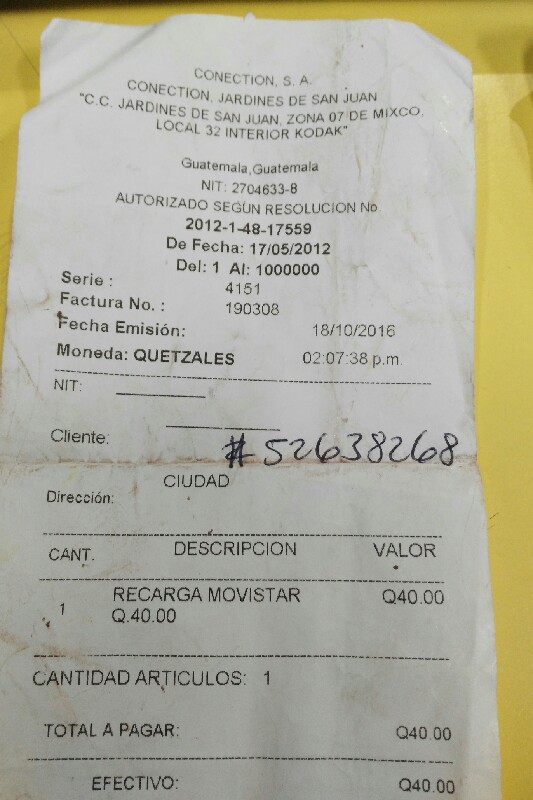 CONECTION, S. A.
CONECTION, JARDINES DE SAN JUAN
"C.C. JARDINES DE SAN JUAN, ZONA 07 DE MIXCO,
LOCAL 32 INTERIOR KODAK"
Guatemala,Guatemala
NIT: 2704633-8
AUTORIZADO SEGUN RESOLUCION No.
2012-1-48-17559
De Fecha: 17/05/2012
Del: 1 Al: 1000000
Serie : 4151
Factura No. : 190308
Fecha Emisión: 18/10/2016
Moneda: QUETZALES 02:07:38 p.m.
NIT:
Cliente: #52638268
Dirección: CIUDAD
CANT. DESCRIPCION VALOR
1 RECARGA MOVISTAR Q40.00
Q.40.00
CANTIDAD ARTICULOS: 1
TOTAL A PAGAR: Q40.00
EFECTIVO: Q40.00